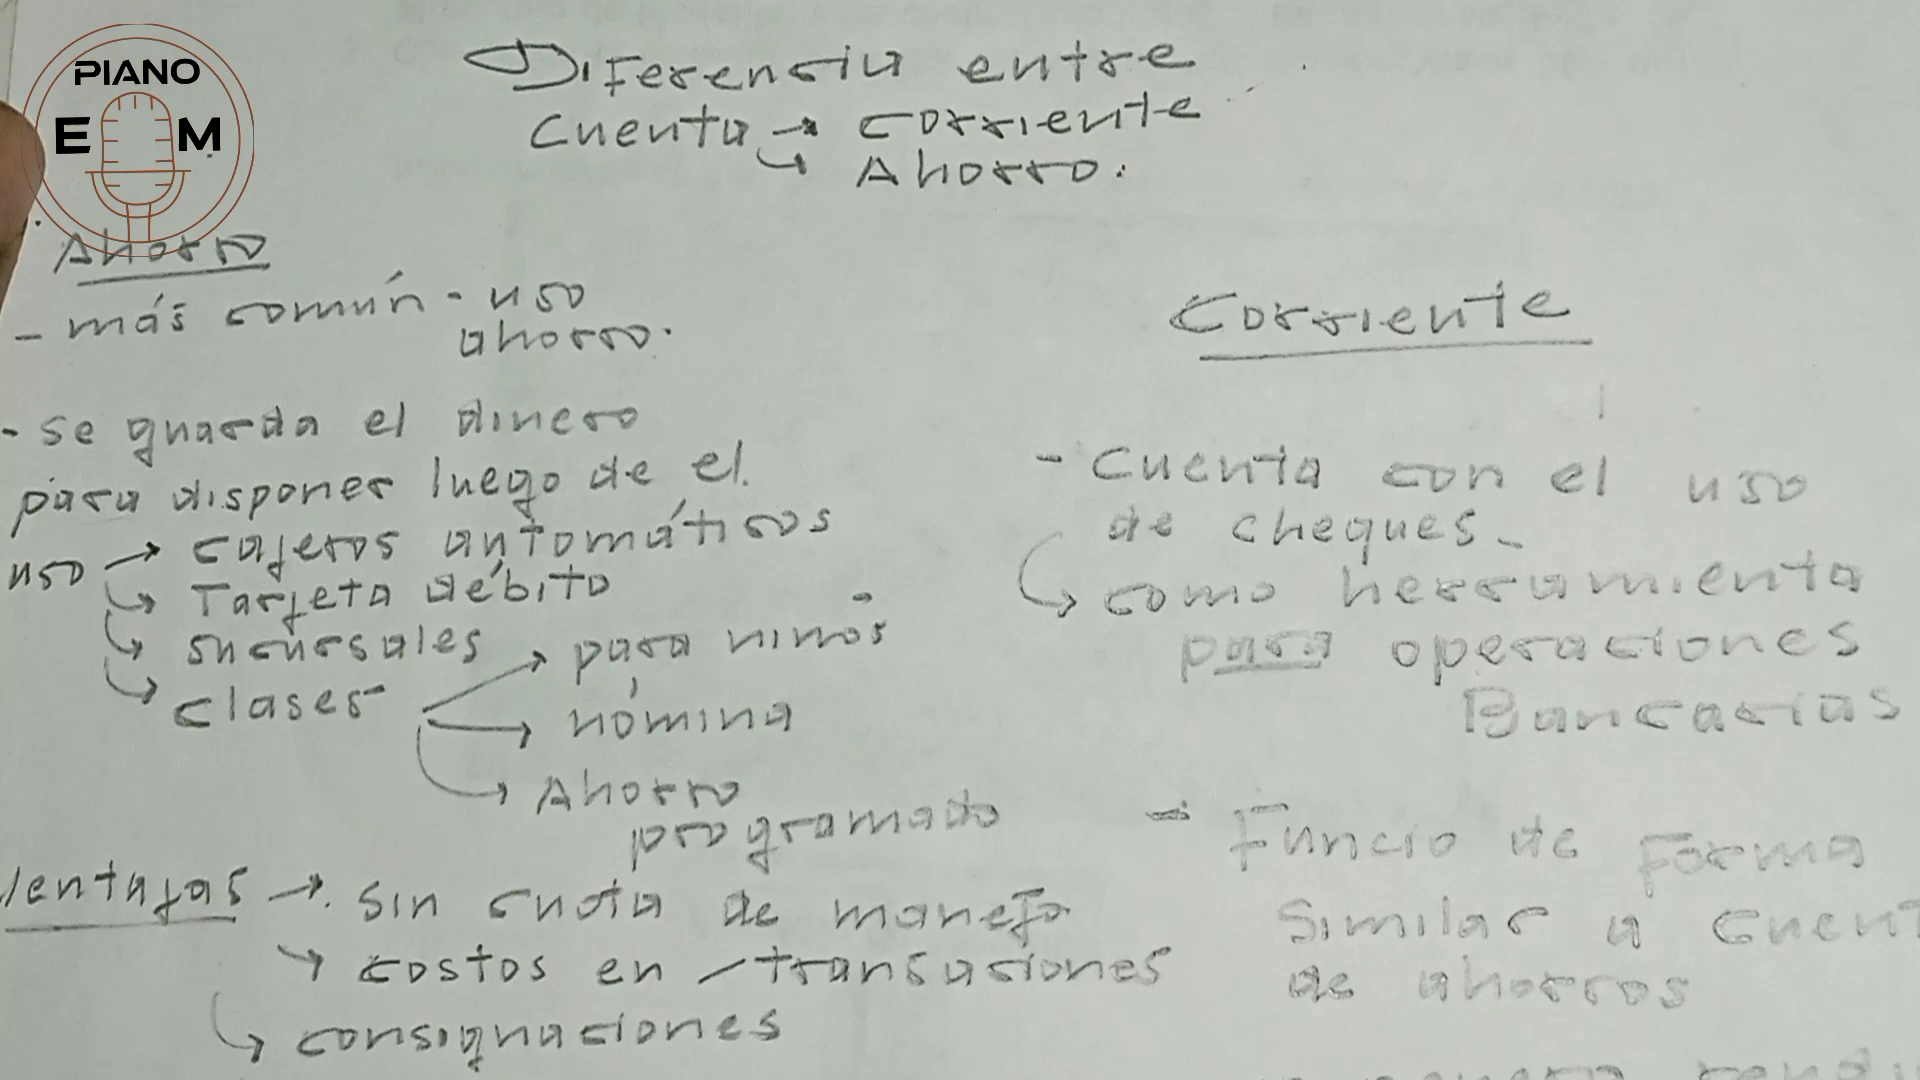 PIANO
E M
Diferencia entre
Cuenta → corriente
↳ Ahorro.
Ahorro
- más común - uso
ahorro.
- se guarda el dinero
para disponer luego de el.
uso → cajeros automáticos
↳ Tarjeta débito
↳ sucursales
↳ clases → para niños
→ nómina
↳ Ahorro
programado
Ventajas → sin cuota de manejo
↳ costos en transaciones
↳ consignaciones
Corriente
- Cuenta con el uso
de cheques.
↳ como herramienta
para operaciones
Bancarias
- Funcio de forma
similar a cuent
de ahorros